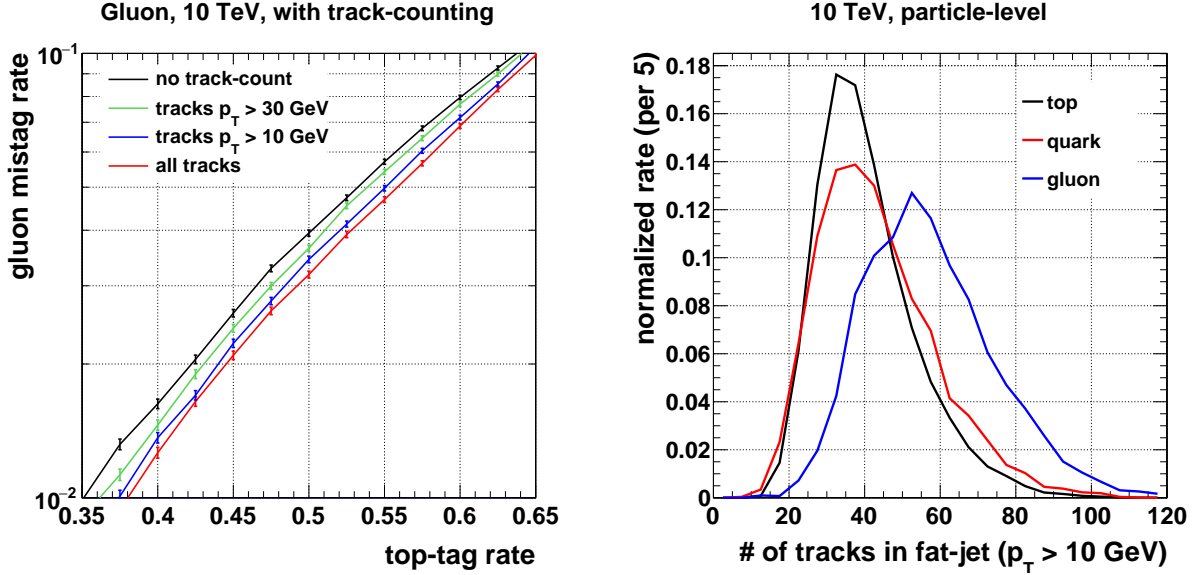 Gluon, 10 TeV, with track-counting
gluon mistag rate
10^-1
10^-2
no track-count
tracks p_T > 30 GeV
tracks p_T > 10 GeV
all tracks
0.35 0.4 0.45 0.5 0.55 0.6 0.65
top-tag rate
10 TeV, particle-level
normalized rate (per 5)
0.18
0.16
0.14
0.12
0.1
0.08
0.06
0.04
0.02
0
top
quark
gluon
0 20 40 60 80 100 120
# of tracks in fat-jet (p_T > 10 GeV)